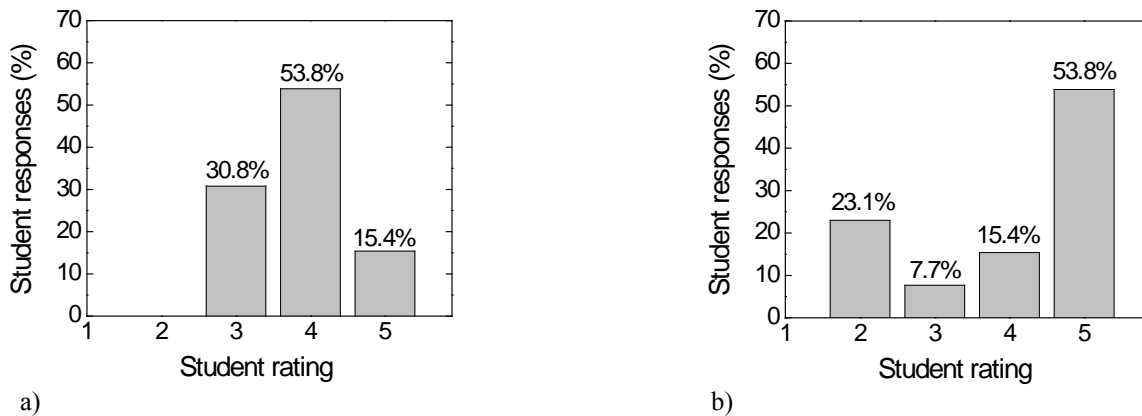 70
60
50
40
30
20
10
0
Student responses (%)
30.8%
53.8%
15.4%
1 2 3 4 5
Student rating
a)
70
60
50
40
30
20
10
0
Student responses (%)
23.1%
7.7%
15.4%
53.8%
1 2 3 4 5
Student rating
b)